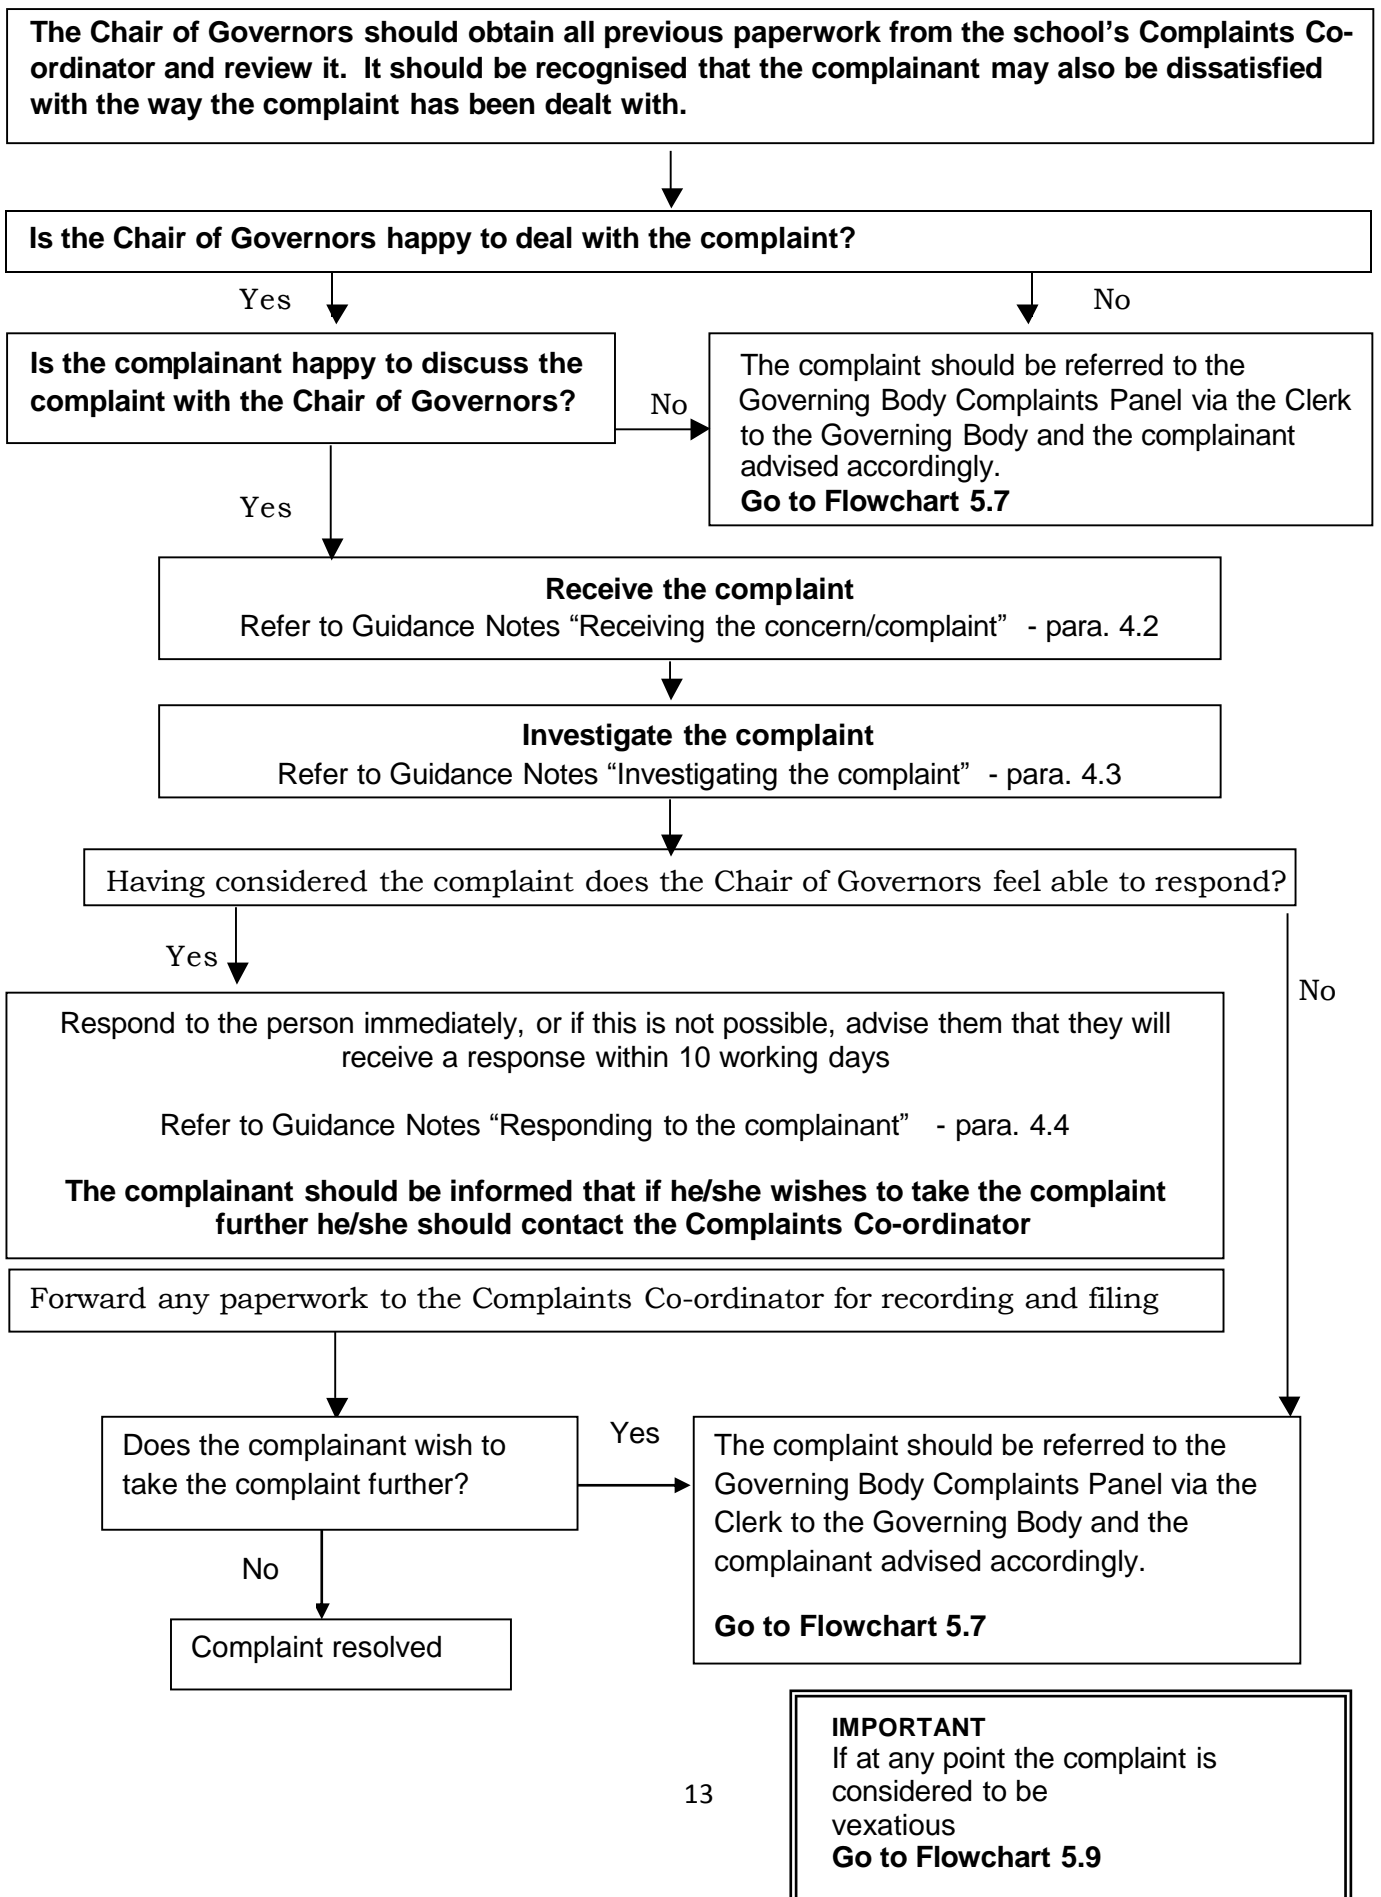 The Chair of Governors should obtain all previous paperwork from the school’s Complaints Co-
ordinator and review it.  It should be recognised that the complainant may also be dissatisfied
with the way the complaint has been dealt with.
Is the Chair of Governors happy to deal with the complaint?
Yes
No
Is the complainant happy to discuss the
complaint with the Chair of Governors?
No
The complaint should be referred to the
Governing Body Complaints Panel via the Clerk
to the Governing Body and the complainant
advised accordingly.
Go to Flowchart 5.7
Yes
Receive the complaint
Refer to Guidance Notes “Receiving the concern/complaint”  - para. 4.2
Investigate the complaint
Refer to Guidance Notes “Investigating the complaint”  - para. 4.3
Having considered the complaint does the Chair of Governors feel able to respond?
Yes
No
Respond to the person immediately, or if this is not possible, advise them that they will
receive a response within 10 working days
Refer to Guidance Notes “Responding to the complainant”   - para. 4.4
The complainant should be informed that if he/she wishes to take the complaint
further he/she should contact the Complaints Co-ordinator
Forward any paperwork to the Complaints Co-ordinator for recording and filing
Does the complainant wish to
take the complaint further?
Yes
The complaint should be referred to the
Governing Body Complaints Panel via the
Clerk to the Governing Body and the
complainant advised accordingly.
Go to Flowchart 5.7
No
Complaint resolved
IMPORTANT
If at any point the complaint is
considered to be
vexatious
Go to Flowchart 5.9
13